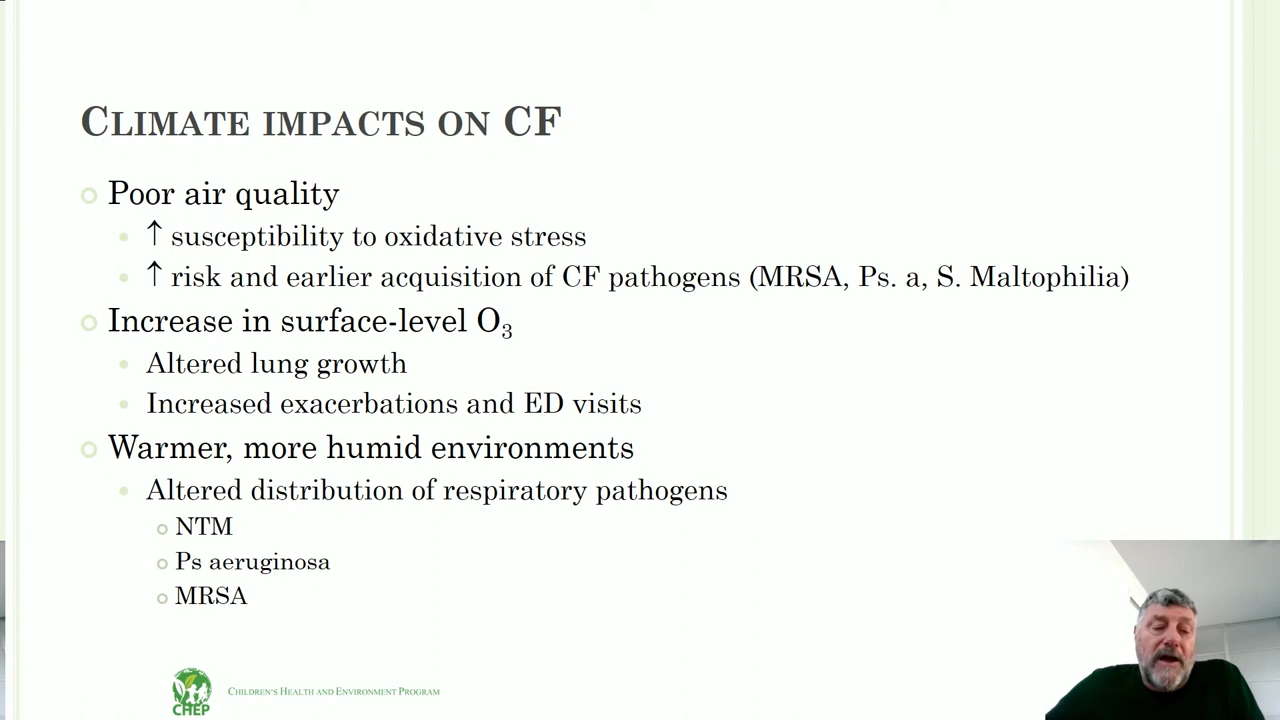 CLIMATE IMPACTS ON CF
Poor air quality
↑ susceptibility to oxidative stress
↑ risk and earlier acquisition of CF pathogens (MRSA, Ps. a, S. Maltophilia)
Increase in surface-level O₃
Altered lung growth
Increased exacerbations and ED visits
Warmer, more humid environments
Altered distribution of respiratory pathogens
NTM
Ps aeruginosa
MRSA
CHEP
CHILDREN'S HEALTH AND ENVIRONMENT PROGRAM